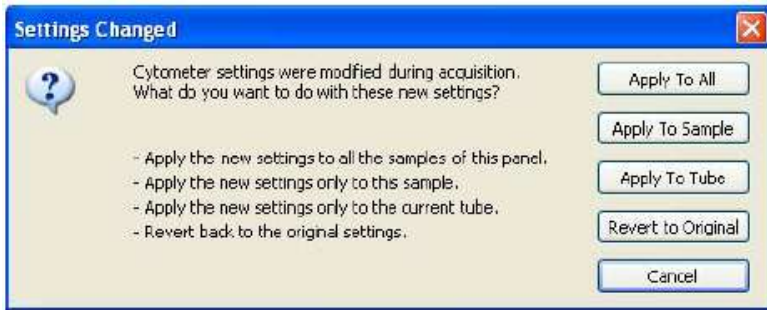 Settings Changed
Cytometer settings were modified during acquisition.
What do you want to do with these new settings?
- Apply the new settings to all the samples of this panel.
- Apply the new settings only to this sample.
- Apply the new settings only to the current tube.
- Revert back to the original settings.
Apply To All
Apply To Sample
Apply To Tube
Revert to Original
Cancel